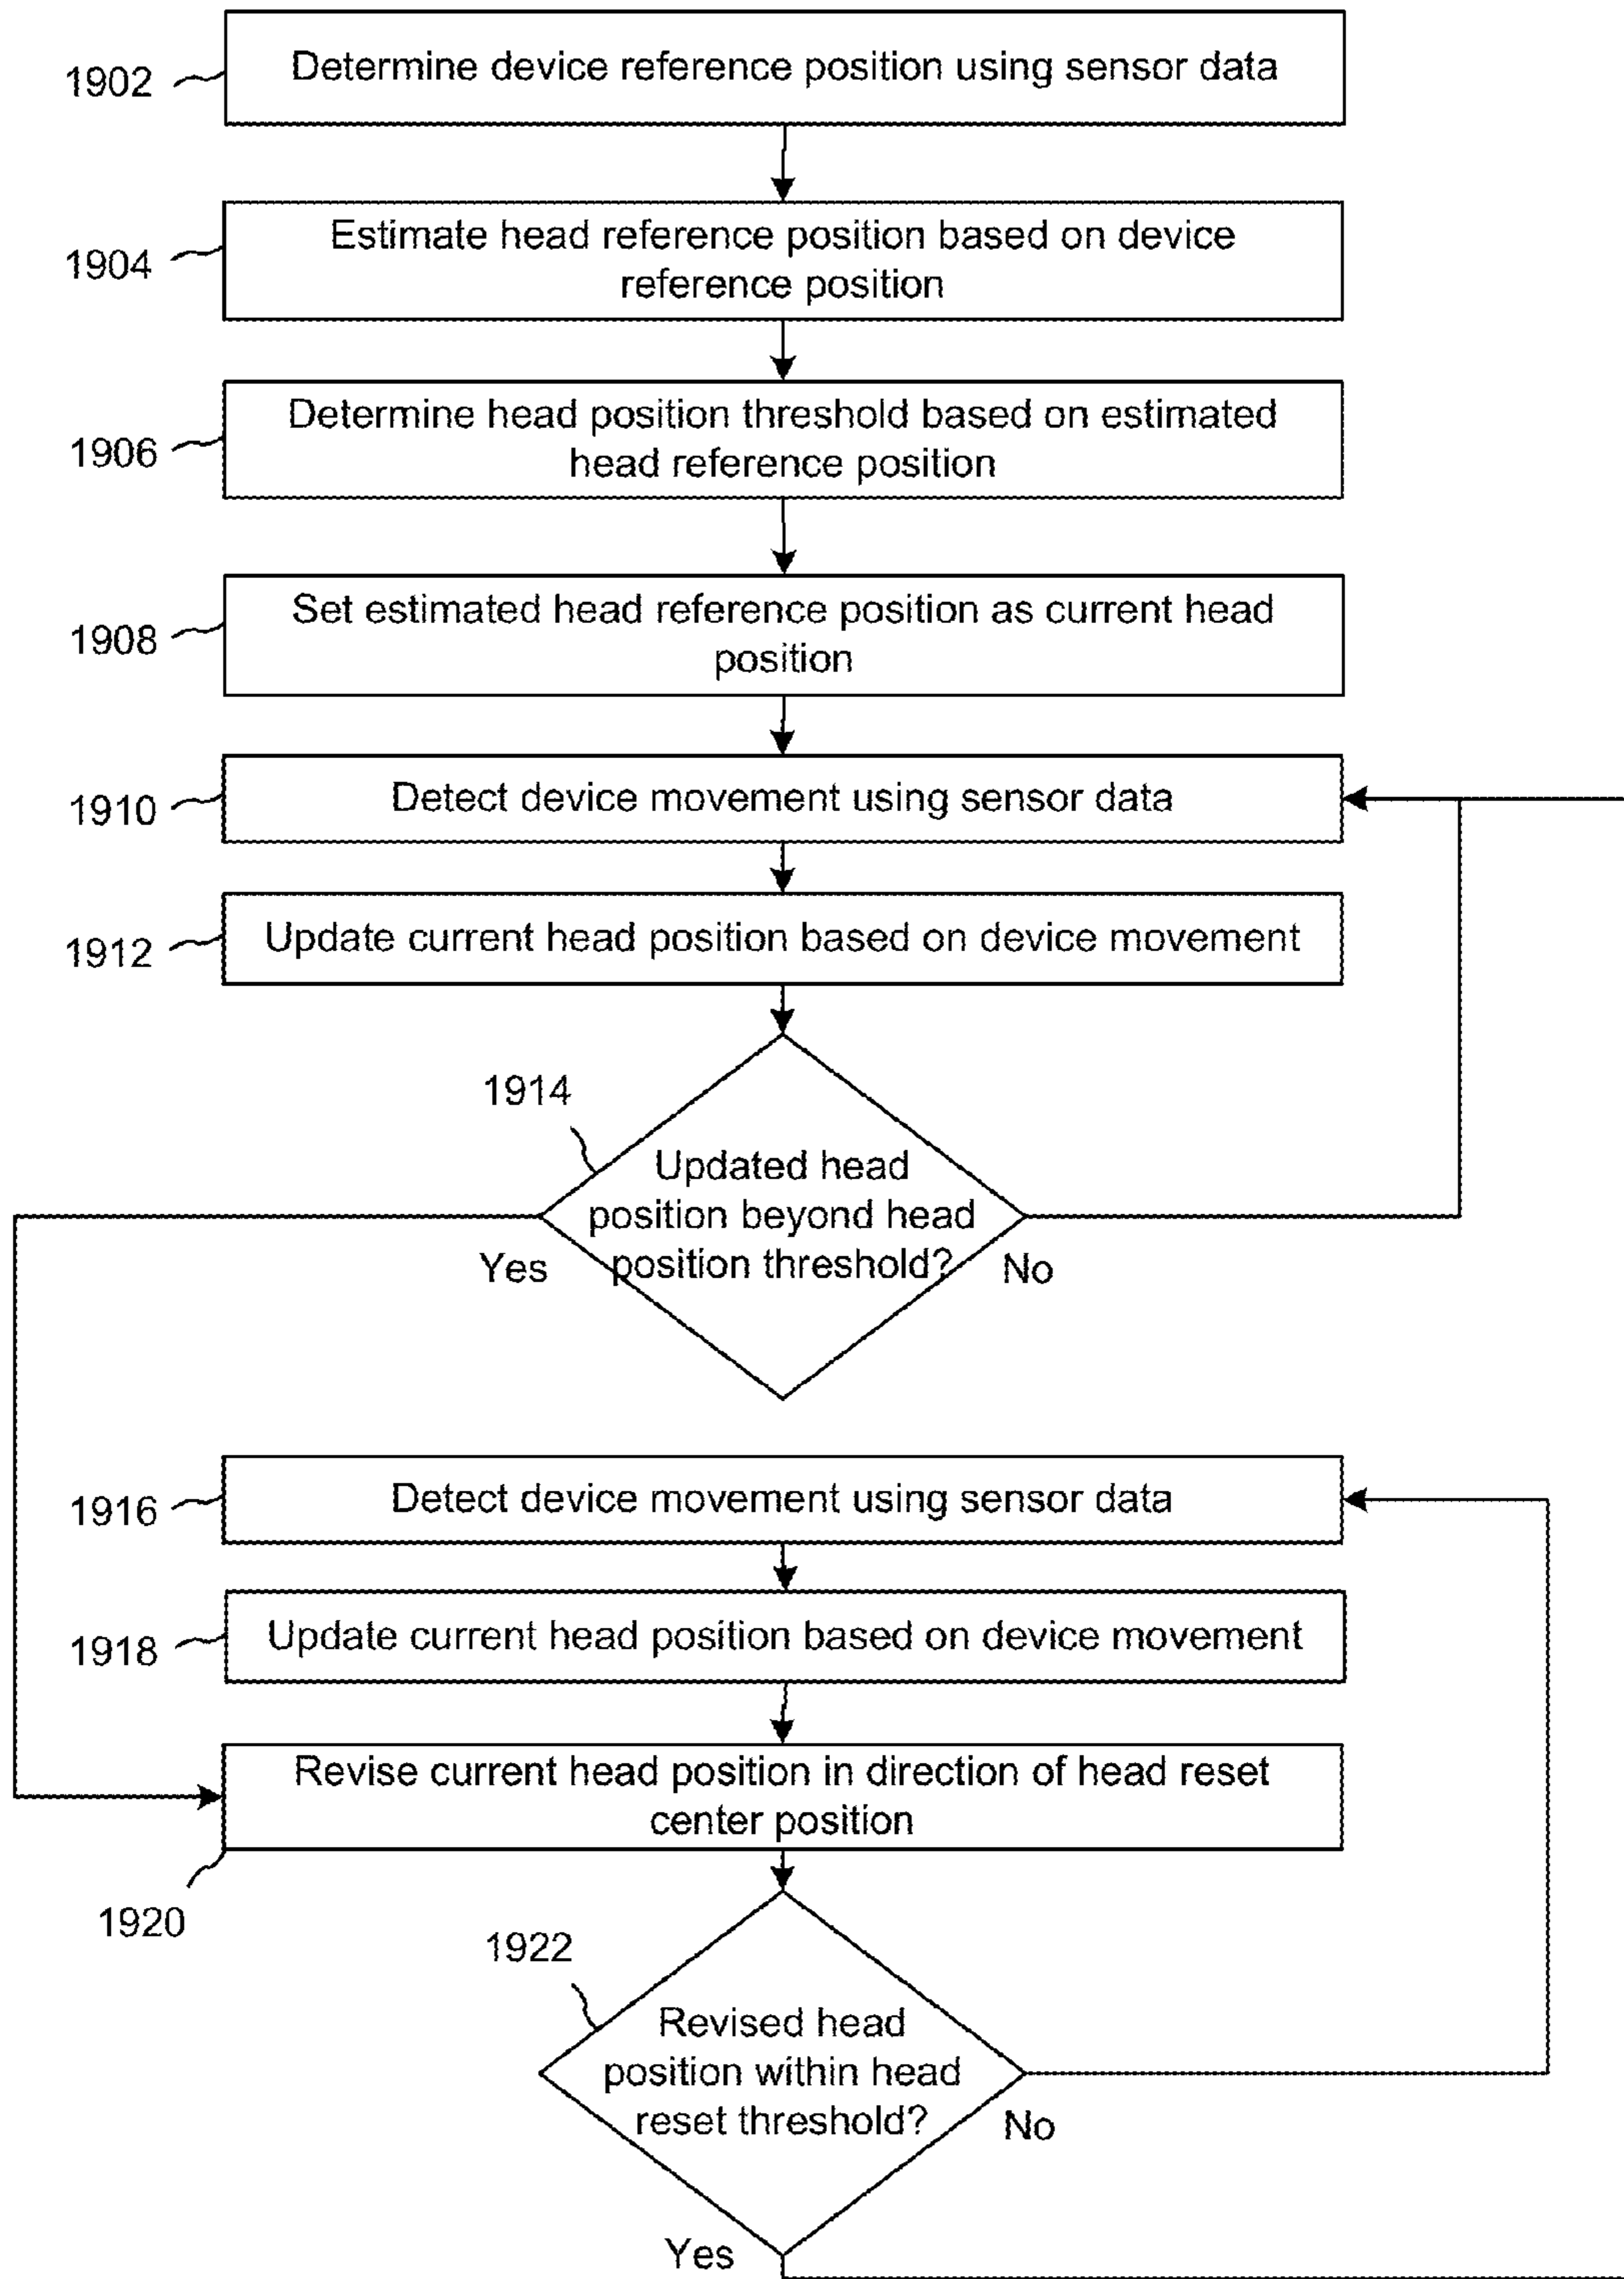 1902
Determine device reference position using sensor data
1904
Estimate head reference position based on device
reference position
1906
Determine head position threshold based on estimated
head reference position
1908
Set estimated head reference position as current head
position
1910
Detect device movement using sensor data
1912
Update current head position based on device movement
1914
Updated head
position beyond head
position threshold?
Yes
No
1916
Detect device movement using sensor data
1918
Update current head position based on device movement
Revise current head position in direction of head reset
center position
1920
1922
Revised head
position within head
reset threshold?
No
Yes